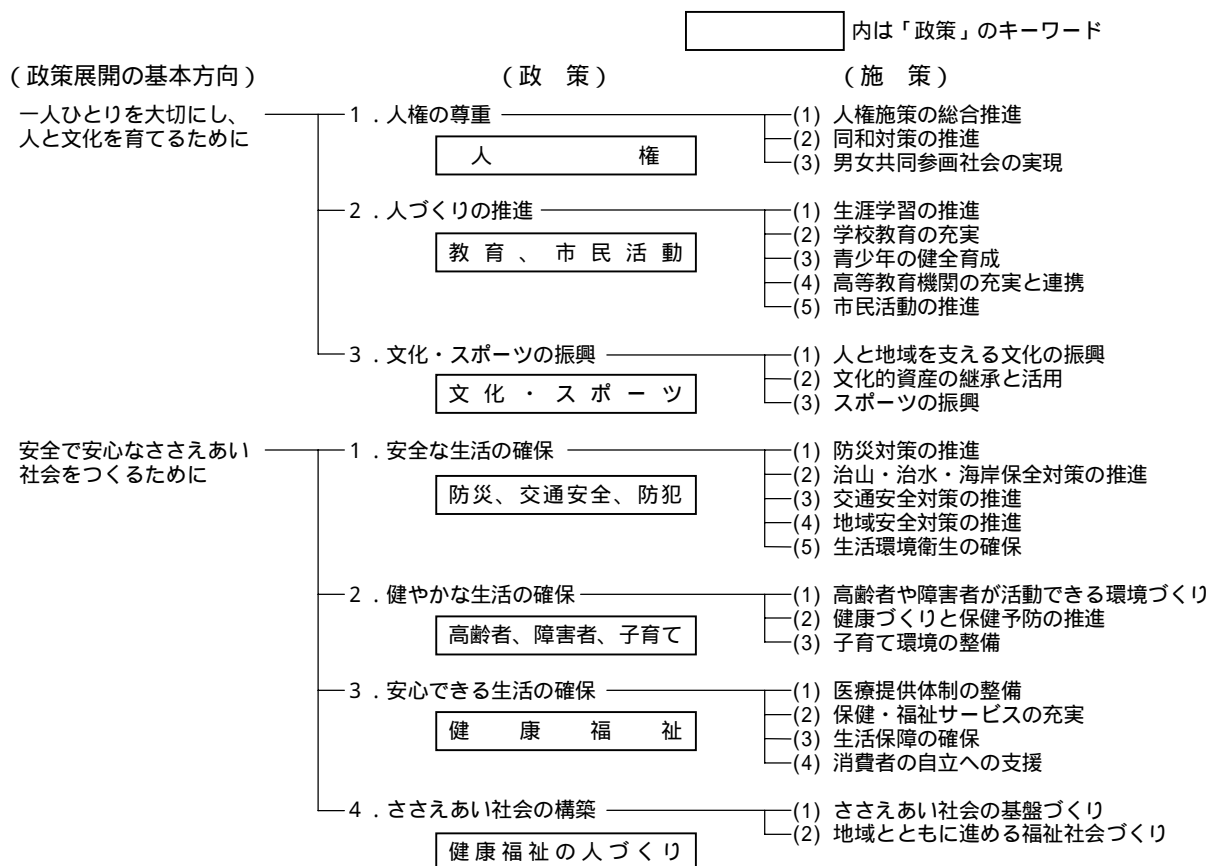 内は「政策」のキーワード
(政策展開の基本方向) (政 策) (施 策)
一人ひとりを大切にし、
人と文化を育てるために
1．人権の尊重
人 権
(1) 人権施策の総合推進
(2) 同和対策の推進
(3) 男女共同参画社会の実現
2．人づくりの推進
教育、市民活動
(1) 生涯学習の推進
(2) 学校教育の充実
(3) 青少年の健全育成
(4) 高等教育機関の充実と連携
(5) 市民活動の推進
3．文化・スポーツの振興
文化・スポーツ
(1) 人と地域を支える文化の振興
(2) 文化的資産の継承と活用
(3) スポーツの振興
安全で安心なささえあい
社会をつくるために
1．安全な生活の確保
防災、交通安全、防犯
(1) 防災対策の推進
(2) 治山・治水・海岸保全対策の推進
(3) 交通安全対策の推進
(4) 地域安全対策の推進
(5) 生活環境衛生の確保
2．健やかな生活の確保
高齢者、障害者、子育て
(1) 高齢者や障害者が活動できる環境づくり
(2) 健康づくりと保健予防の推進
(3) 子育て環境の整備
3．安心できる生活の確保
健 康 福 祉
(1) 医療提供体制の整備
(2) 保健・福祉サービスの充実
(3) 生活保障の確保
(4) 消費者の自立への支援
4．ささえあい社会の構築
健康福祉の人づくり
(1) ささえあい社会の基盤づくり
(2) 地域とともに進める福祉社会づくり